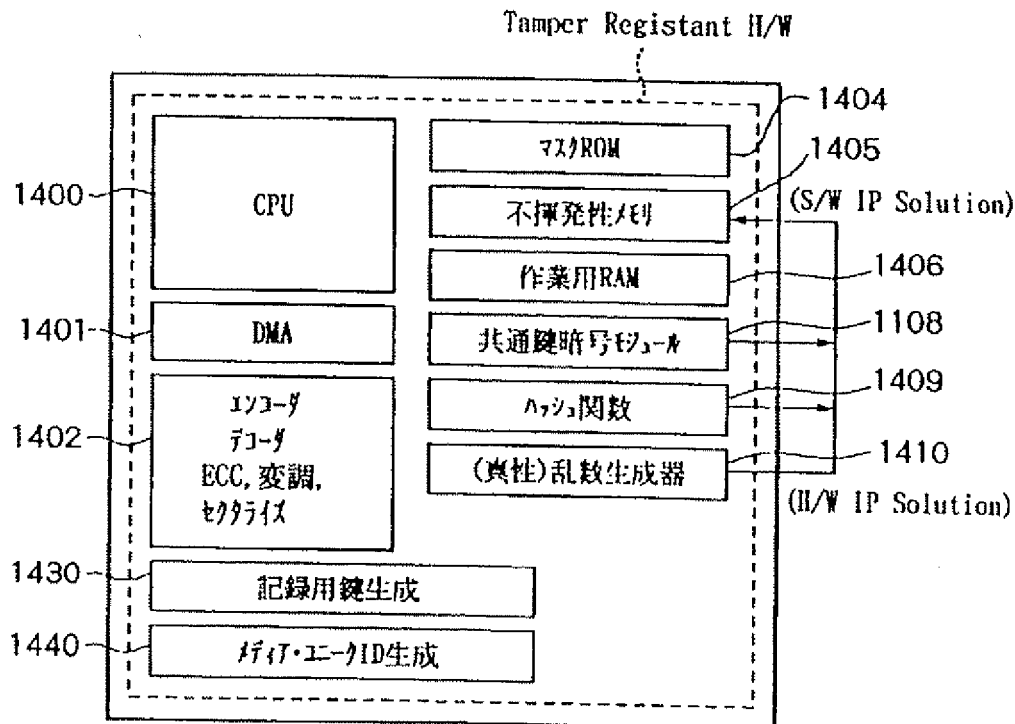 Tamper Registant H/W
1400
CPU
1401
DMA
1402
エンコーダ
デコーダ
ECC, 変調,
セクタライズ
1430
記録用鍵生成
1440
メディア・ユニークID生成
マスクROM
1404
不揮発性メモリ
1405
(S/W IP Solution)
作業用RAM
1406
共通鍵暗号モジュール
1108
ハッシュ関数
1409
(真性)乱数生成器
1410
(H/W IP Solution)